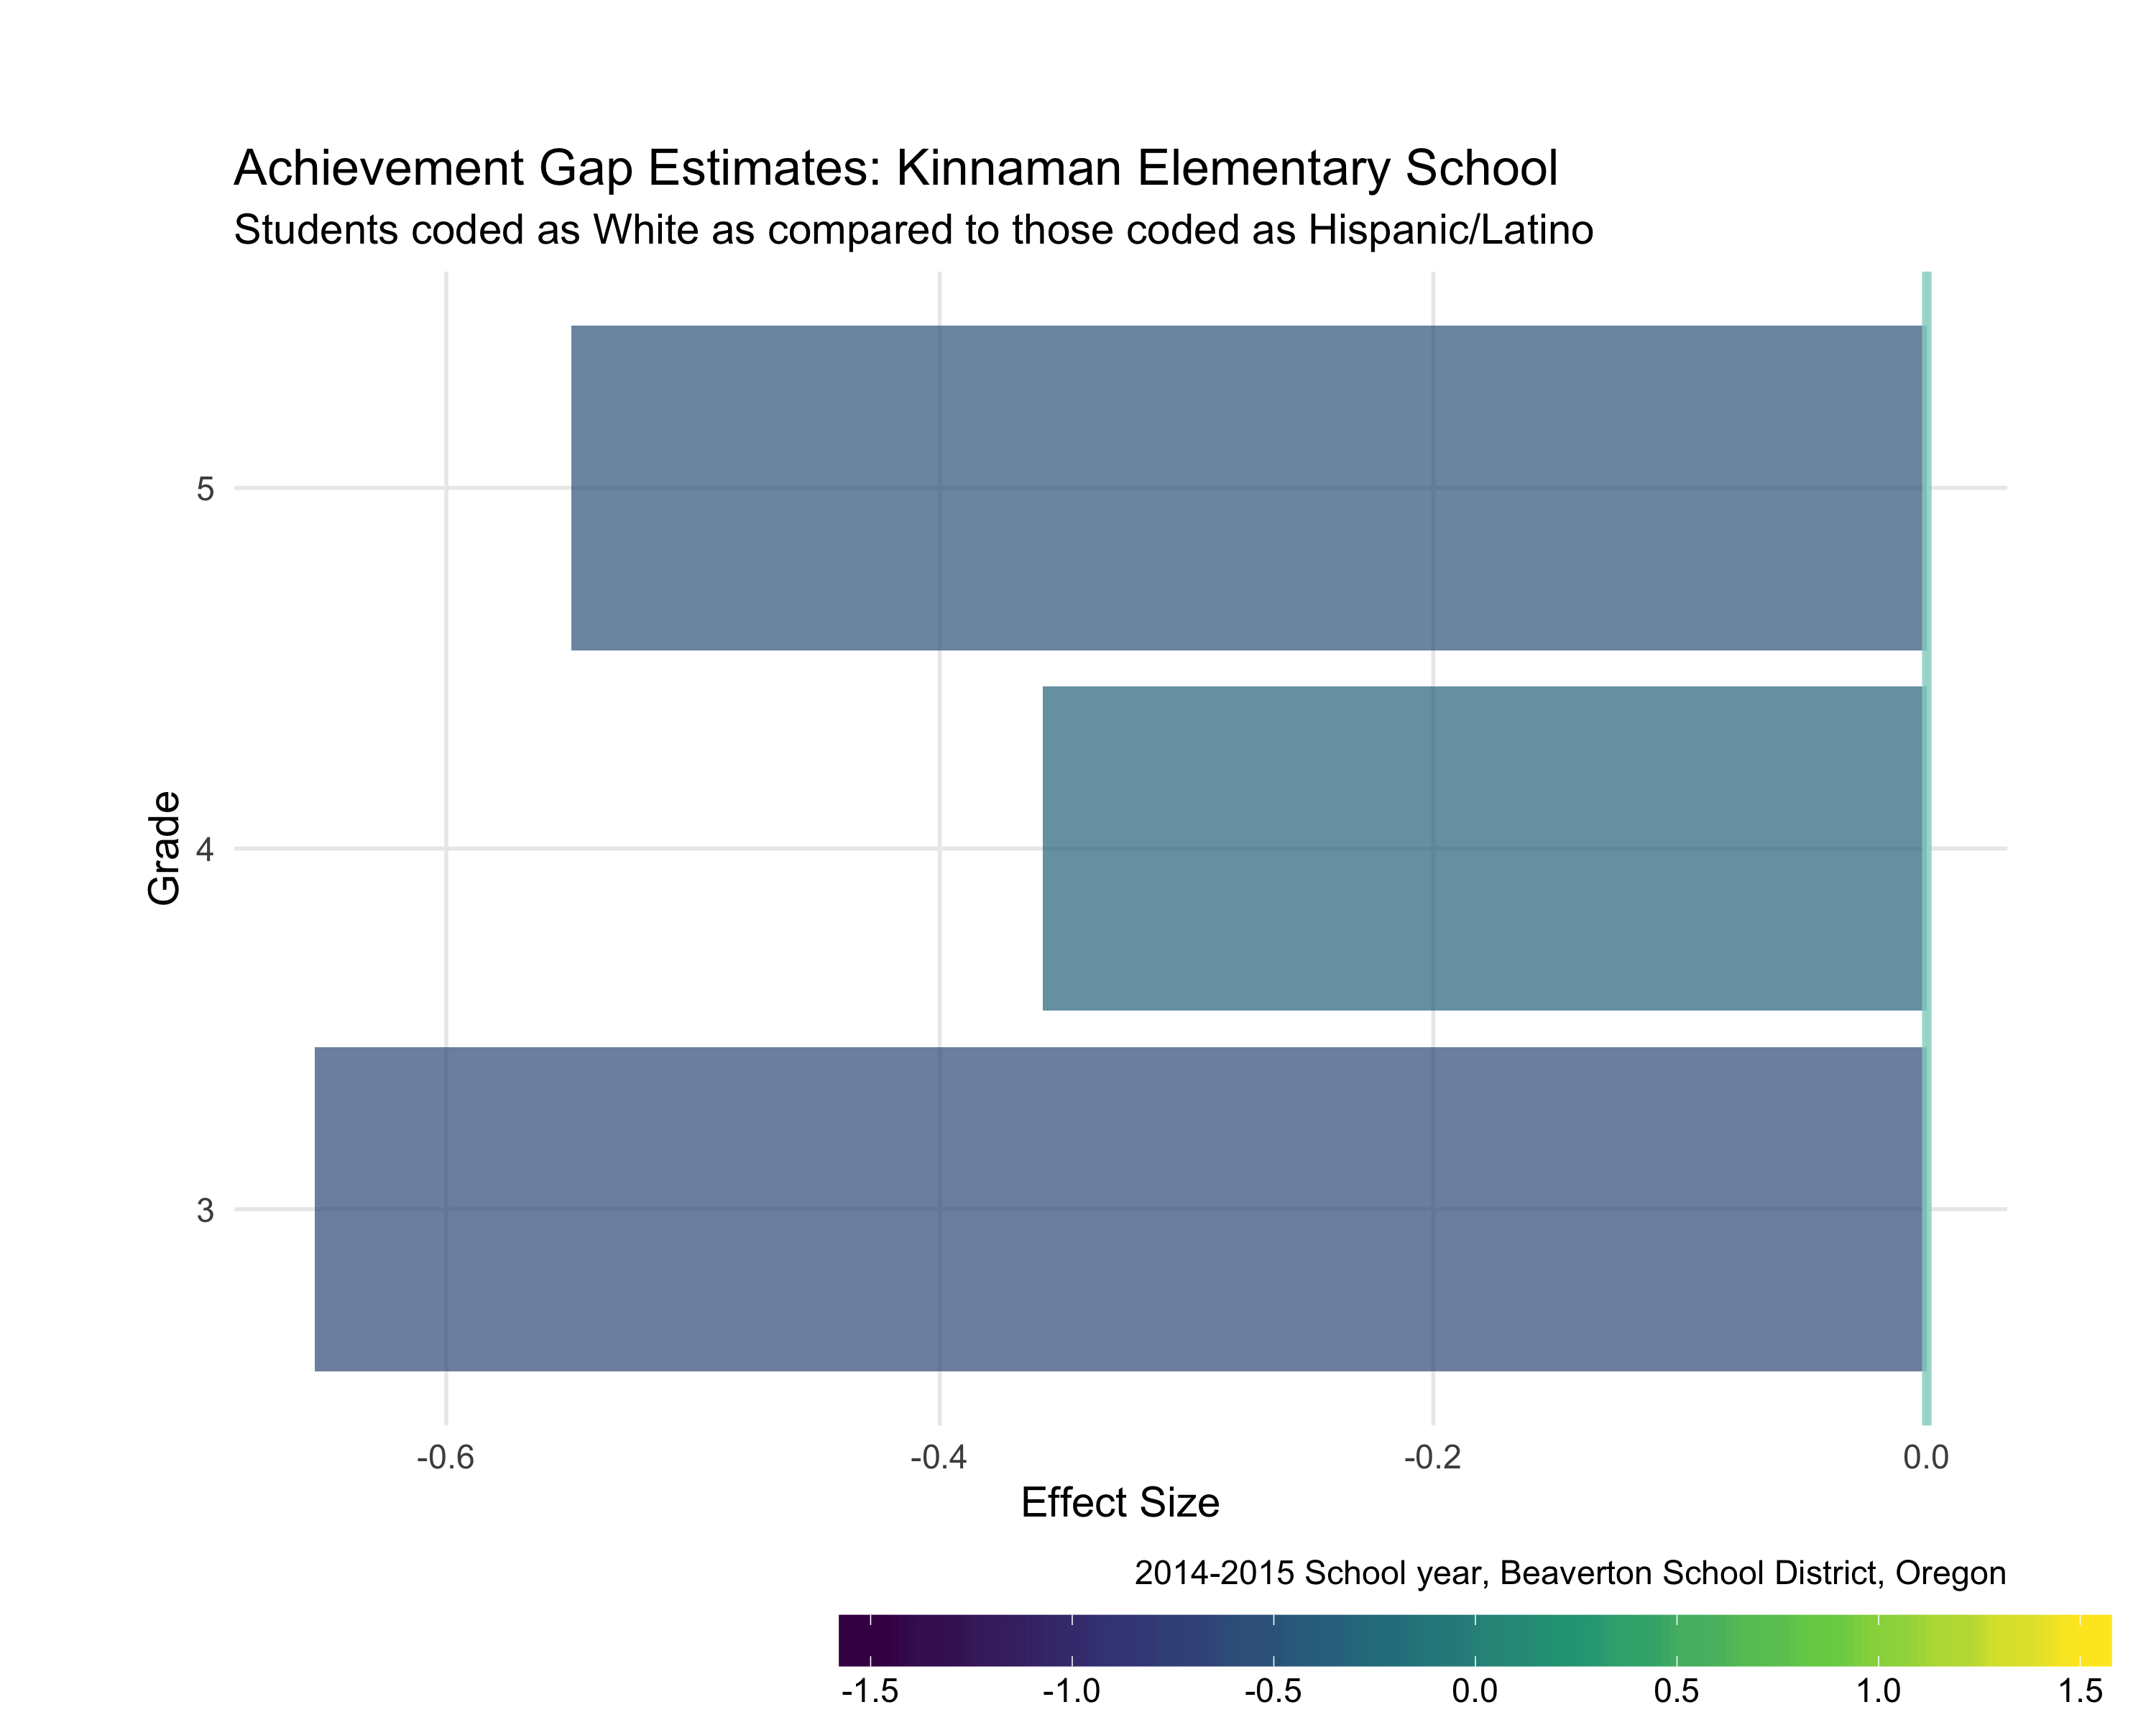 Achievement Gap Estimates: Kinnaman Elementary School
Students coded as White as compared to those coded as Hispanic/Latino
5
4
3
Grade
-0.6 -0.4 -0.2 0.0
Effect Size
2014-2015 School year, Beaverton School District, Oregon
-1.5 -1.0 -0.5 0.0 0.5 1.0 1.5